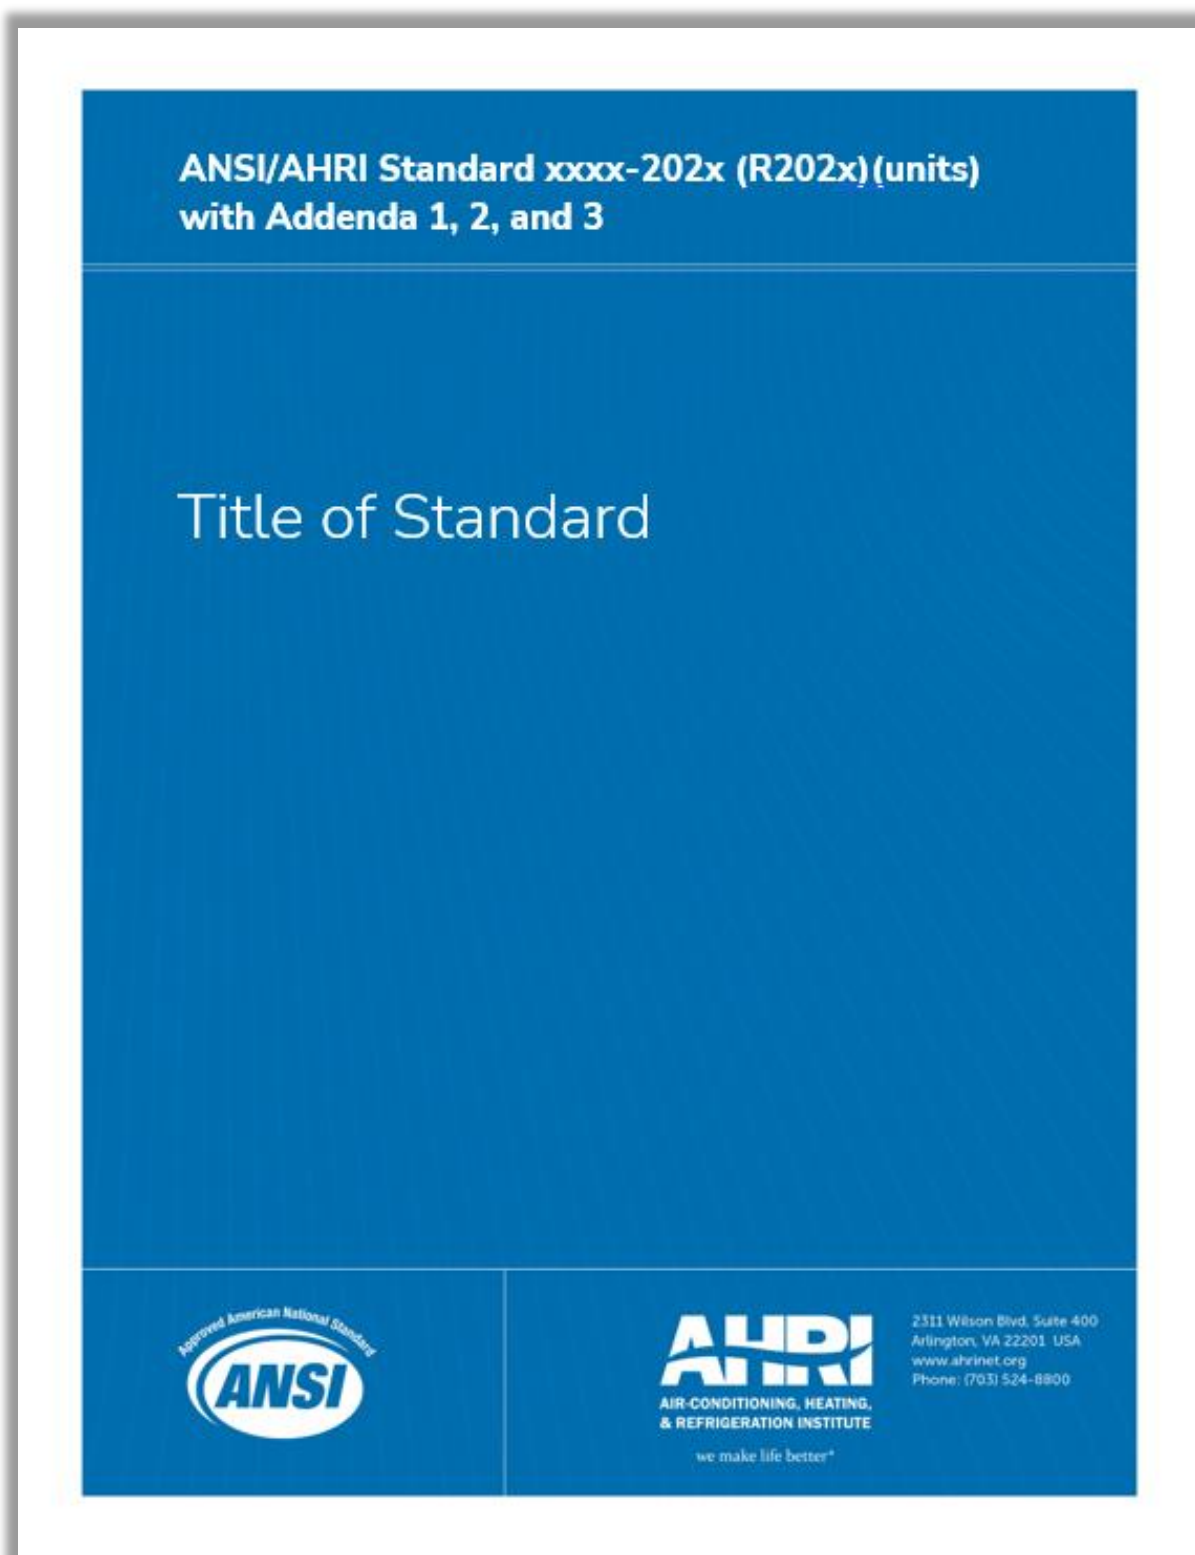 ANSI/AHRI Standard xxxx-202x (R202x)(units)
with Addenda 1, 2, and 3
Title of Standard
Approved American National Standard
ANSI
AHRI
AIR-CONDITIONING, HEATING,
& REFRIGERATION INSTITUTE
we make life better®
2311 Wilson Blvd, Suite 400
Arlington, VA 22201 USA
www.ahrinet.org
Phone: (703) 524-8800